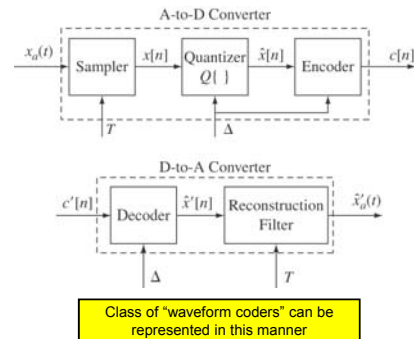 A-to-D Converter
xₐ(t)
Sampler
x[n]
Quantizer
Q{ }
x̂[n]
Encoder
c[n]
T
Δ
D-to-A Converter
c′[n]
Decoder
x̂′[n]
Reconstruction
Filter
x̂′ₐ(t)
Δ
T
Class of “waveform coders” can be
represented in this manner